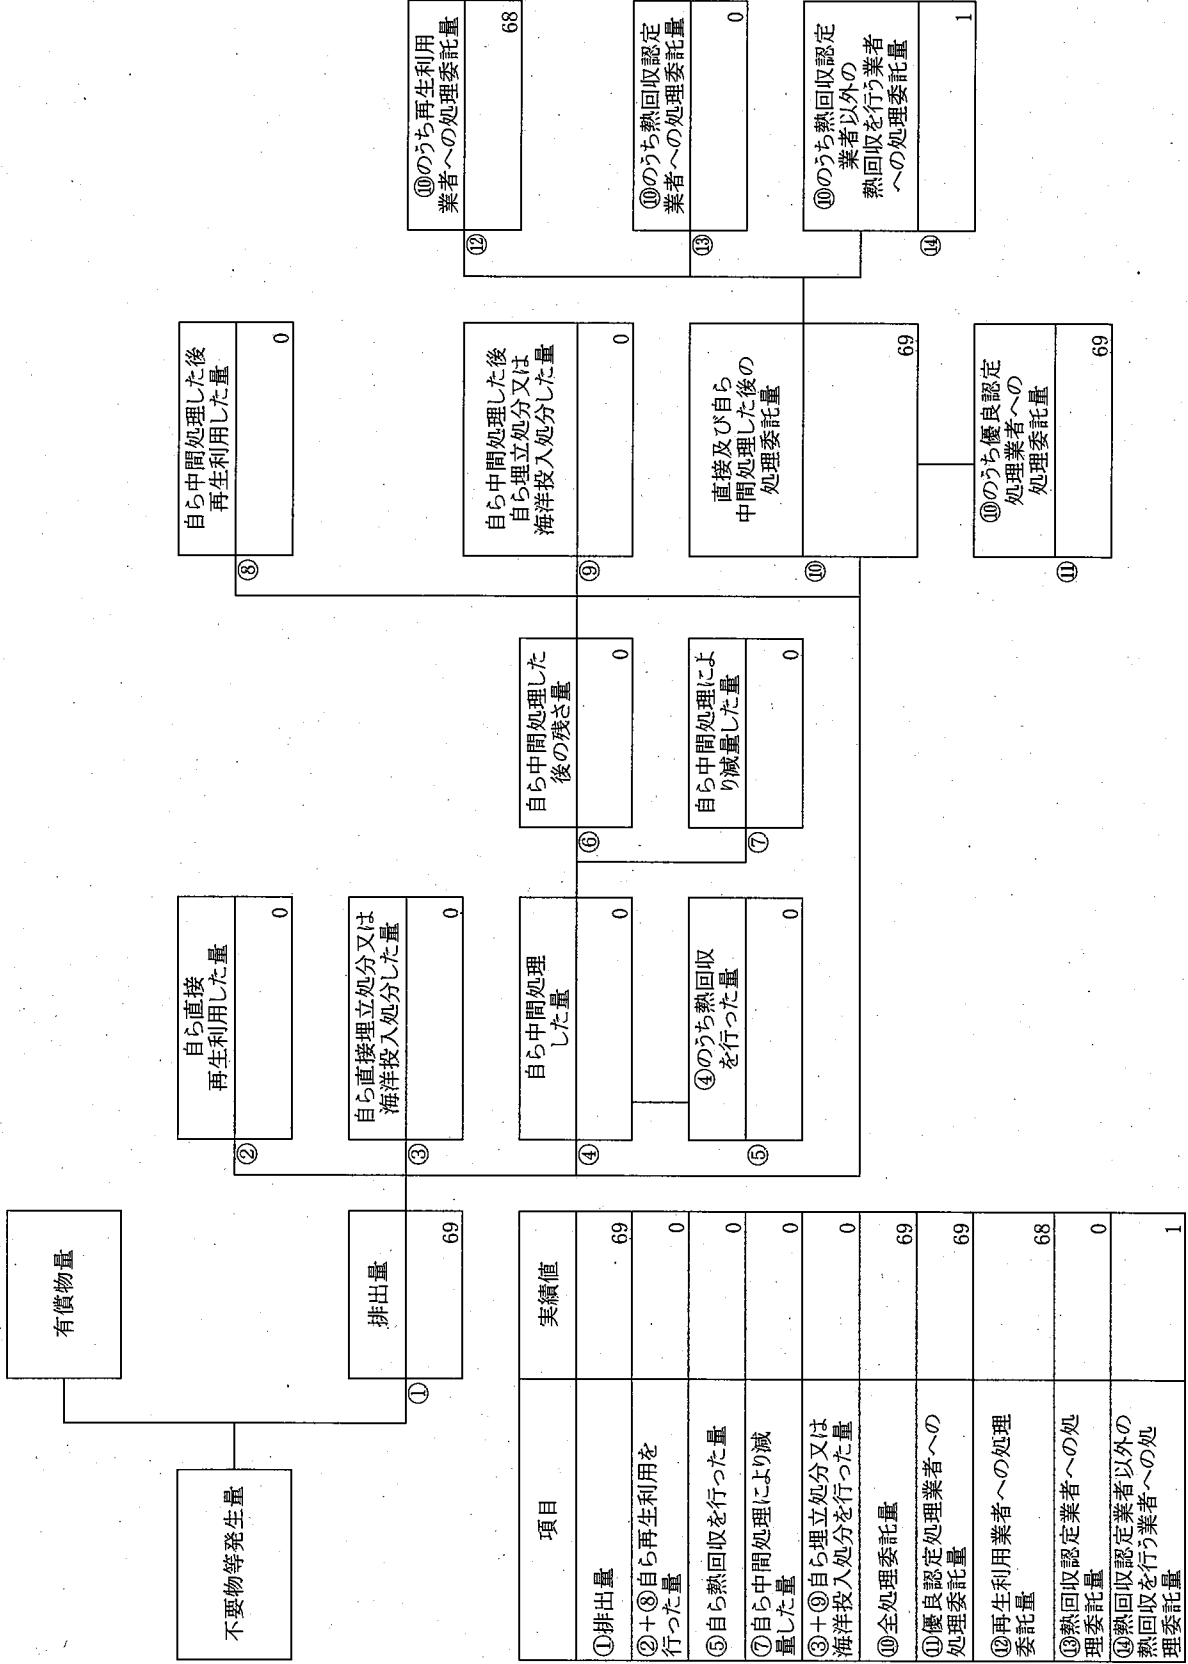 不要物等発生量
有償物量
①
排出量
69
②
自ら直接
再生利用した量
0
③
自ら直接埋立処分又は
海洋投入処分した量
0
④
自ら中間処理
した量
0
⑤
④のうち熱回収
を行った量
0
⑥
自ら中間処理した
後の残さ量
0
⑦
自ら中間処理によ
り減量した量
0
⑧
自ら中間処理した後
再生利用した量
0
⑨
自ら中間処理した後
自ら埋立処分又は
海洋投入処分した量
0
⑩
直接及び自ら
中間処理した後の
処理委託量
69
⑪
⑩のうち優良認定
処理業者への
処理委託量
69
⑫
⑩のうち再生利用
業者への処理委託量
68
⑬
⑩のうち熱回収認定
業者への処理委託量
0
⑭
⑩のうち熱回収認定
業者以外の
熱回収を行う業者
への処理委託量
1
項目 実績値
①排出量 69
②+⑧自ら再生利用を
行った量 0
⑤自ら熱回収を行った量 0
⑦自ら中間処理により減
量した量 0
③+⑨自ら埋立処分又は
海洋投入処分を行った量 0
⑩全処理委託量 69
⑪優良認定処理業者への
処理委託量 69
⑫再生利用業者への処理
委託量 68
⑬熱回収認定業者への処
理委託量 0
⑭熱回収認定業者以外の
熱回収を行う業者への処
理委託量 1